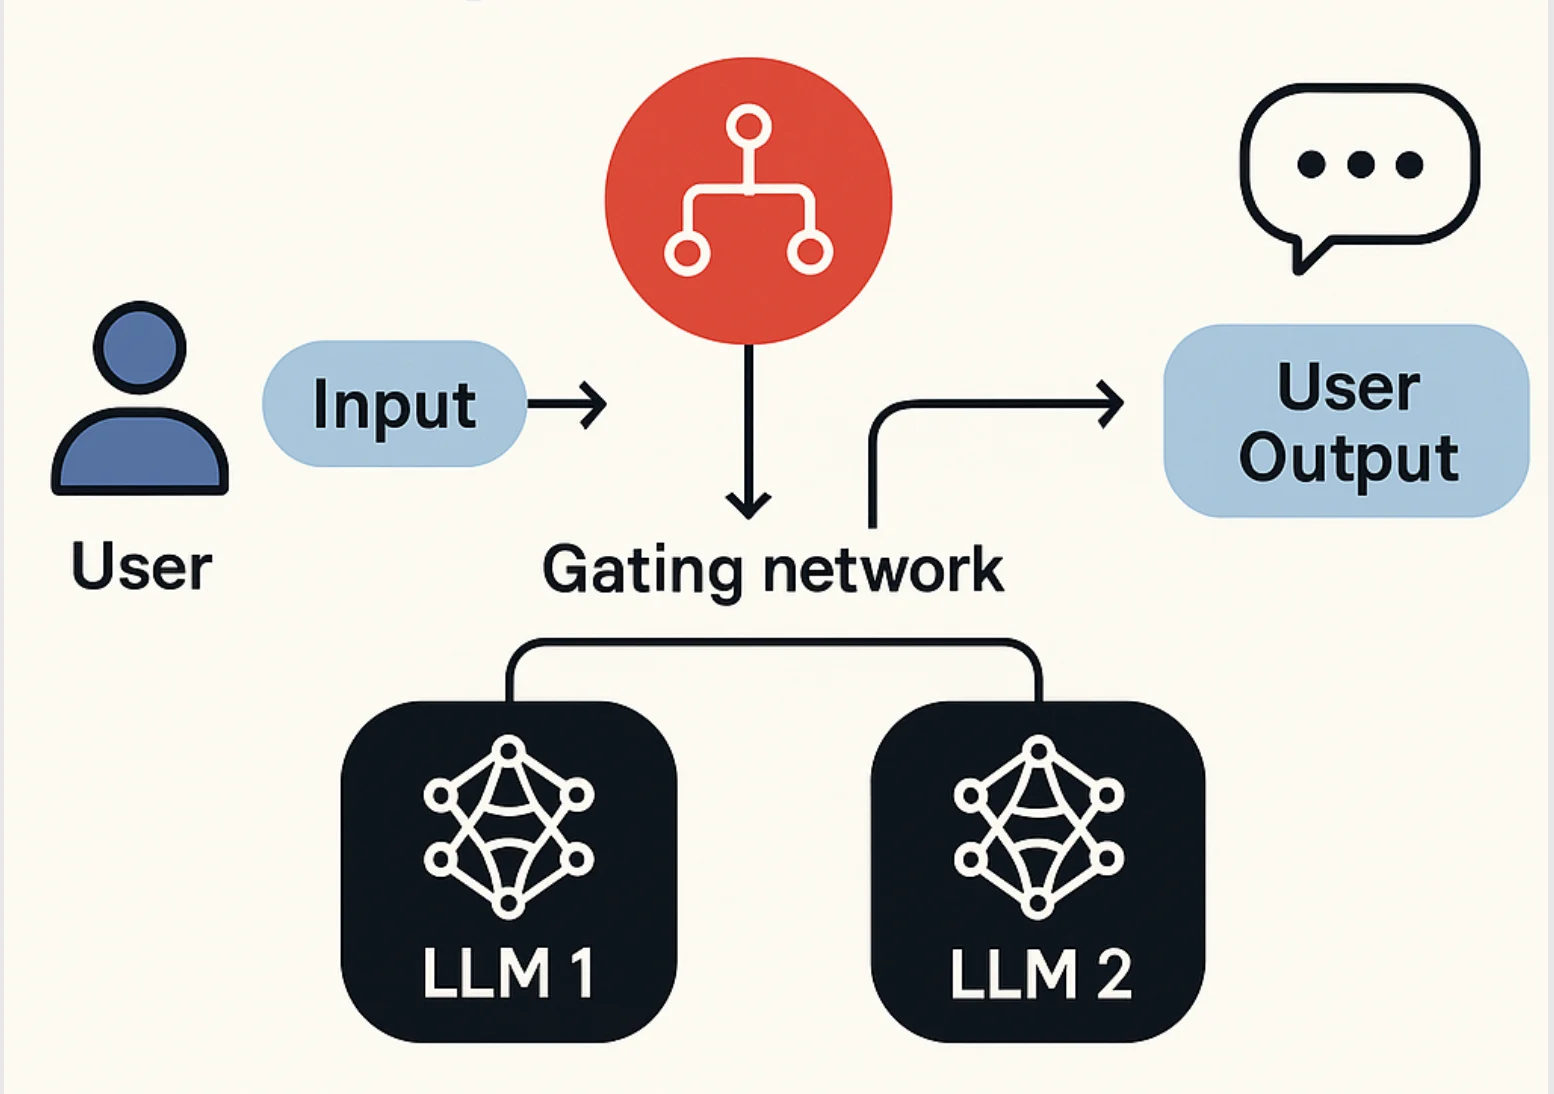 User
Input
Gating network
User
Output
LLM 1
LLM 2